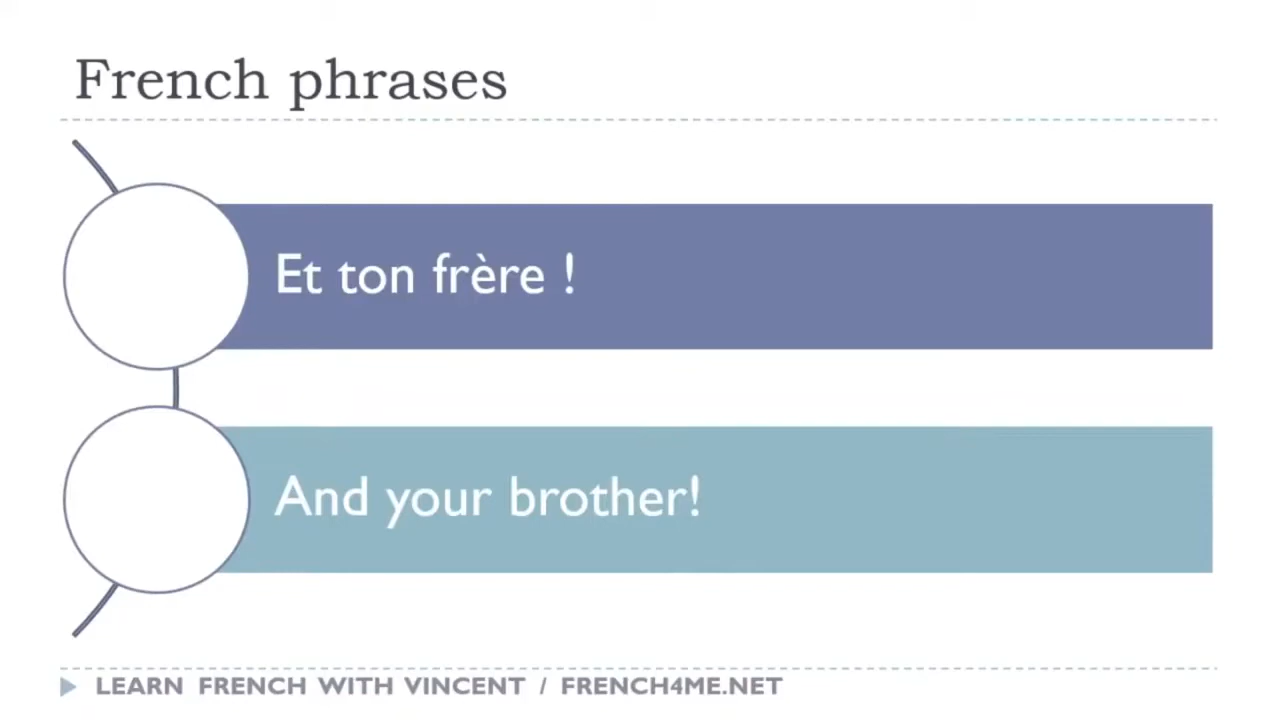 French phrases
Et ton frère !
And your brother!
LEARN FRENCH WITH VINCENT / FRENCH4ME.NET